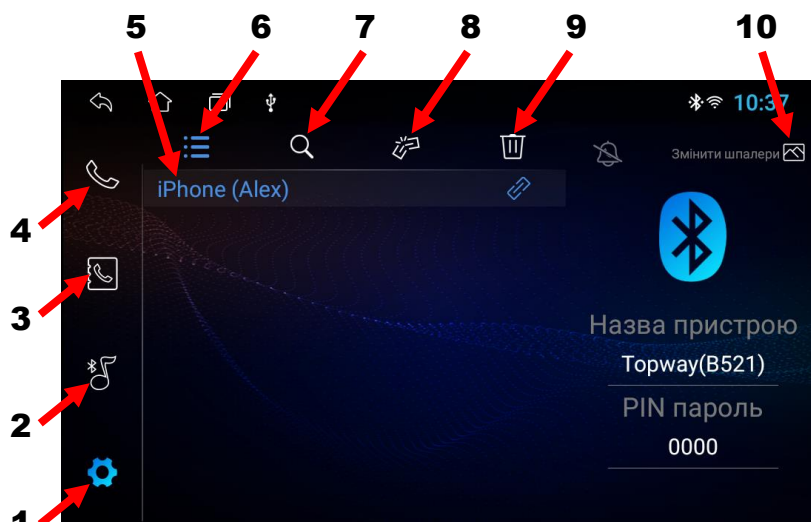 5 6 7 8 9 10
10:37
Змінити шпалери
iPhone (Alex)
4
3
Назва пристрою
Topway(B521)
2
PIN пароль
0000
1